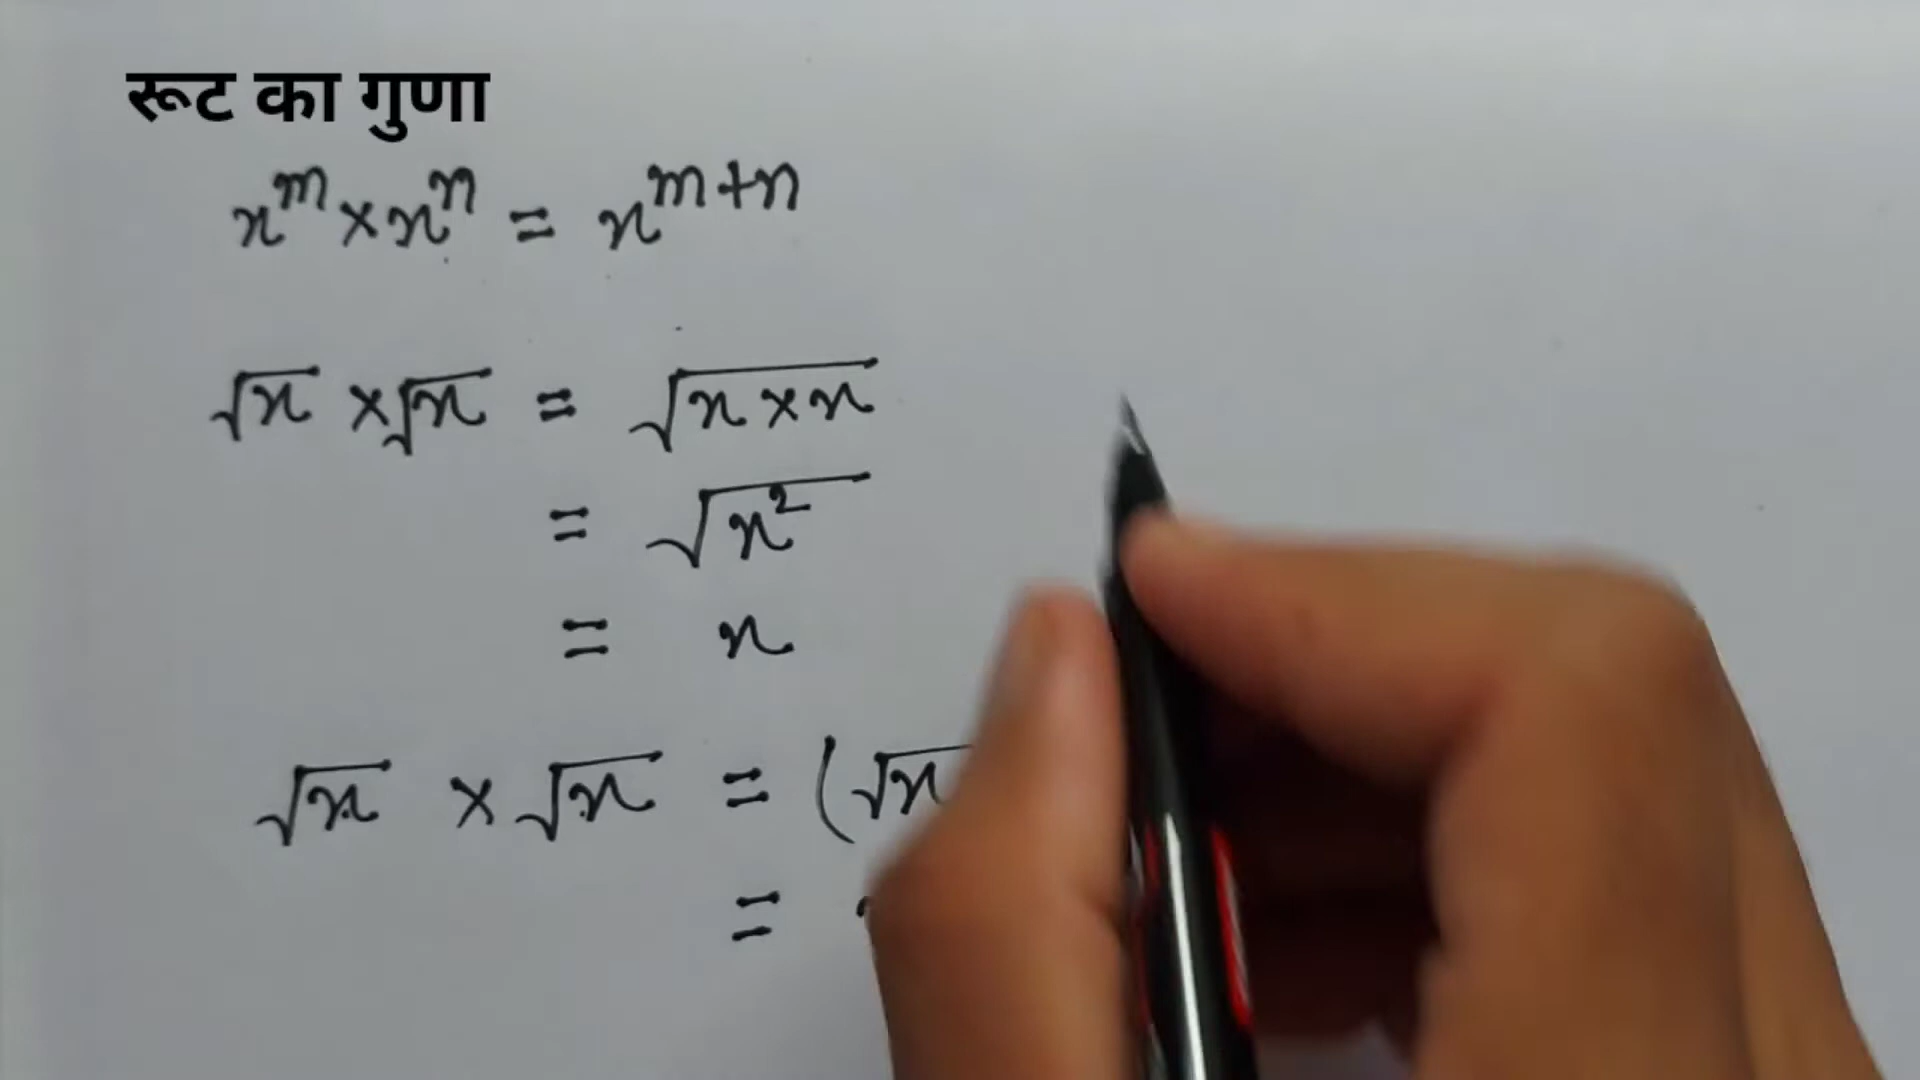 रूट का गुणा
x^m × x^n = x^{m+n}
√x × √x = √(x × x)
= √(x²)
= x
√x × √x = (√x
=